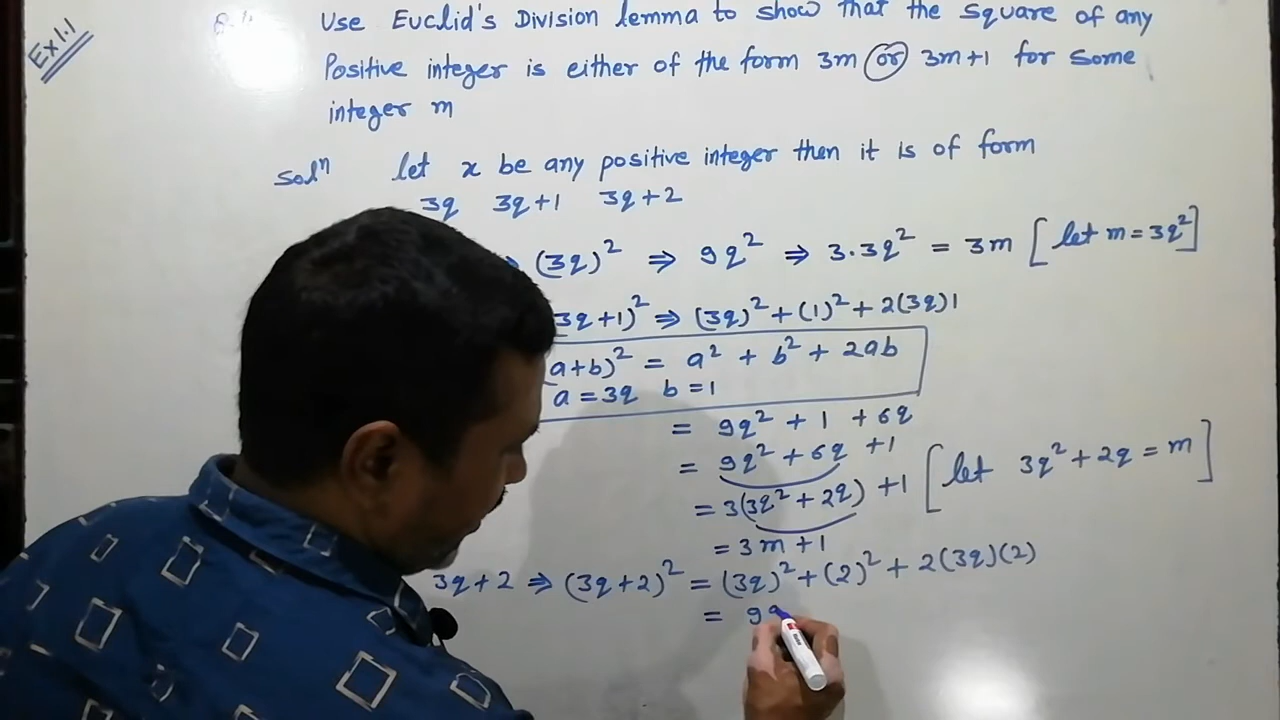 Ex 1.1
Use Euclid's Division lemma to show that the square of any
Positive integer is either of the form 3m or 3m+1 for some
integer m
Solⁿ let x be any positive integer then it is of form
3q 3q+1 3q+2
⇒ (3q)² ⇒ 9q² ⇒ 3.3q² = 3m [let m = 3q²]
3q+1)² ⇒ (3q)² + (1)² + 2(3q)1
a+b)² = a² + b² + 2ab
a = 3q b = 1
= 9q² + 1 + 6q
= 9q² + 6q + 1
= 3(3q² + 2q) + 1 [let 3q² + 2q = m]
= 3m + 1
3q+2 ⇒ (3q+2)² = (3q)² + (2)² + 2(3q)(2)
= 9q